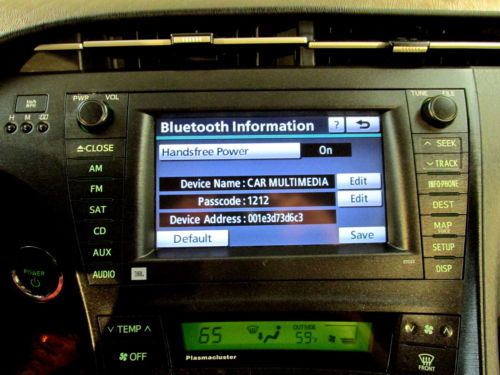 PWR VOL
TUNE FILE
H M
CLOSE
AM
FM
SAT
CD
AUX
AUDIO
POWER
Bluetooth Information ?
Handsfree Power On
Device Name : CAR MULTIMEDIA Edit
Passcode : 1212 Edit
Device Address : 001e3d73d6c3
Default Save
JBL
SEEK
TRACK
INFO PHONE
DEST
MAP
VOICE
SETUP
DISP
TEMP
OFF
65
OUTSIDE
59°F
Plasmacluster
FRONT